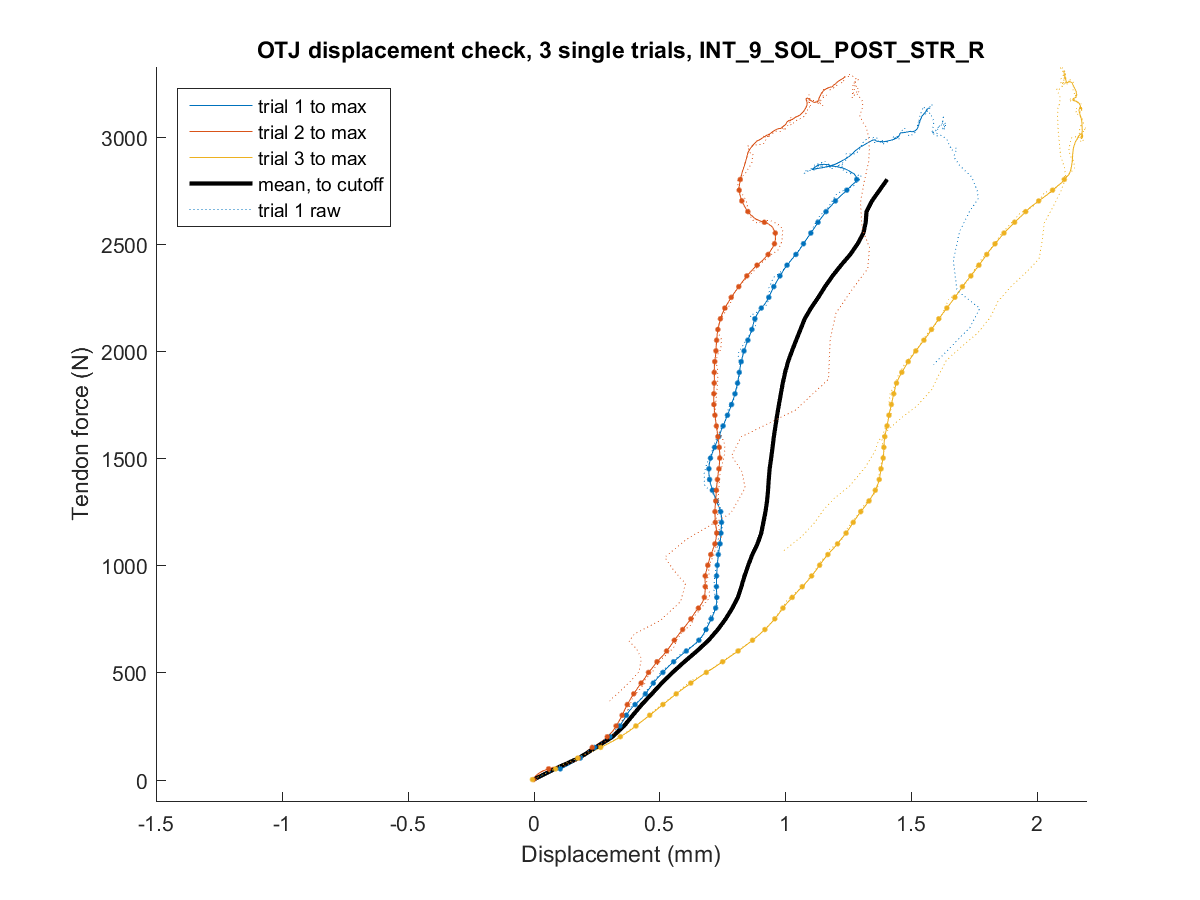 OTJ displacement check, 3 single trials, INT_9_SOL_POST_STR_R
trial 1 to max
trial 2 to max
trial 3 to max
mean, to cutoff
trial 1 raw
Tendon force (N)
3000
2500
2000
1500
1000
500
0
-1.5 -1 -0.5 0 0.5 1 1.5 2
Displacement (mm)